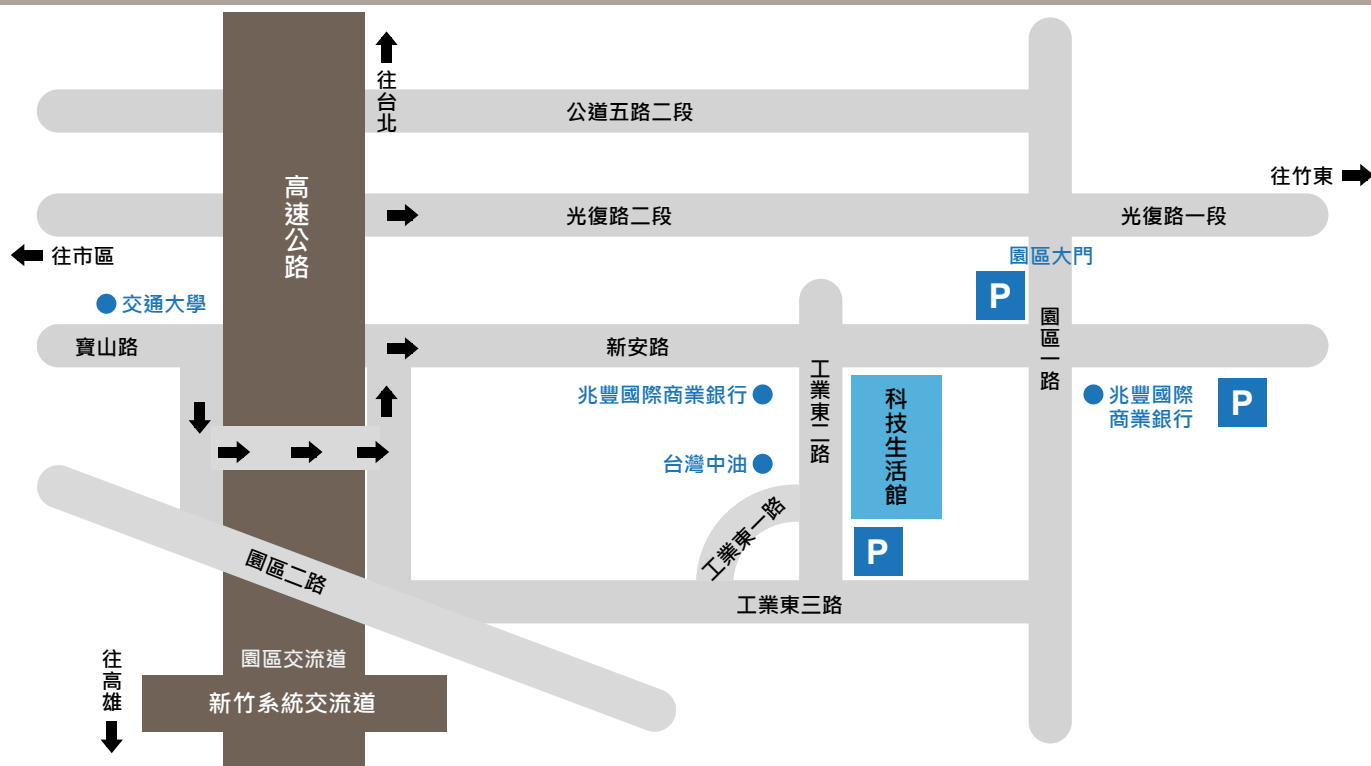 往台北
公道五路二段
高速公路
往竹東
光復路二段
光復路一段
往市區
園區大門
P
交通大學
園區一路
寶山路
新安路
工業東二路
兆豐國際商業銀行
科技生活館
兆豐國際
商業銀行
P
台灣中油
工業東一路
P
園區二路
工業東三路
往高雄
園區交流道
新竹系統交流道